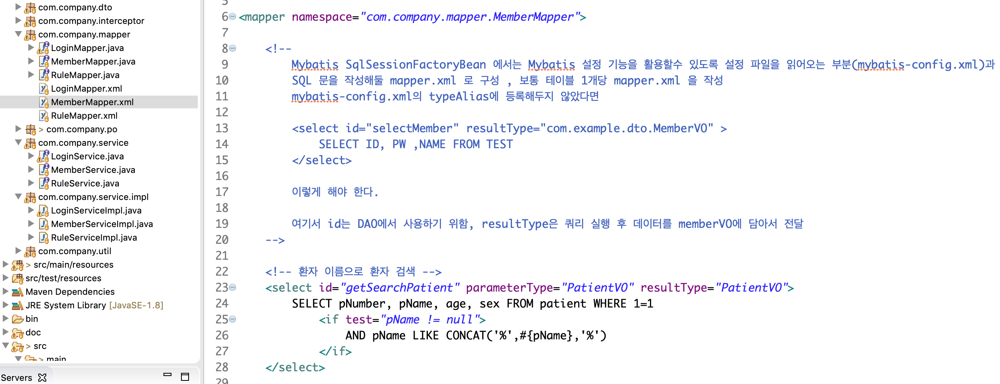 com.company.dto
com.company.interceptor
com.company.mapper
LoginMapper.java
MemberMapper.java
RuleMapper.java
LoginMapper.xml
MemberMapper.xml
RuleMapper.xml
> com.company.po
com.company.service
LoginService.java
MemberService.java
RuleService.java
com.company.service.impl
LoginServiceImpl.java
MemberServiceImpl.java
RuleServiceImpl.java
com.company.util
> src/main/resources
src/test/resources
Maven Dependencies
JRE System Library [JavaSE-1.8]
bin
doc
> src
> main
Servers
5
6 <mapper namespace="com.company.mapper.MemberMapper">
7
8 <!--
9 Mybatis SqlSessionFactoryBean 에서는 Mybatis 설정 기능을 활용할수 있도록 설정 파일을 읽어오는 부분(mybatis-config.xml)과
10 SQL 문을 작성해둘 mapper.xml 로 구성 , 보통 테이블 1개당 mapper.xml 을 작성
11 mybatis-config.xml의 typeAlias에 등록해두지 않았다면
12
13 <select id="selectMember" resultType="com.example.dto.MemberVO" >
14 SELECT ID, PW ,NAME FROM TEST
15 </select>
16
17 이렇게 해야 한다.
18
19 여기서 id는 DAO에서 사용하기 위함, resultType은 쿼리 실행 후 데이터를 memberVO에 담아서 전달
20 -->
21
22 <!-- 환자 이름으로 환자 검색 -->
23 <select id="getSearchPatient" parameterType="PatientVO" resultType="PatientVO">
24 SELECT pNumber, pName, age, sex FROM patient WHERE 1=1
25 <if test="pName != null">
26 AND pName LIKE CONCAT('%',#{pName},'%')
27 </if>
28 </select>
29